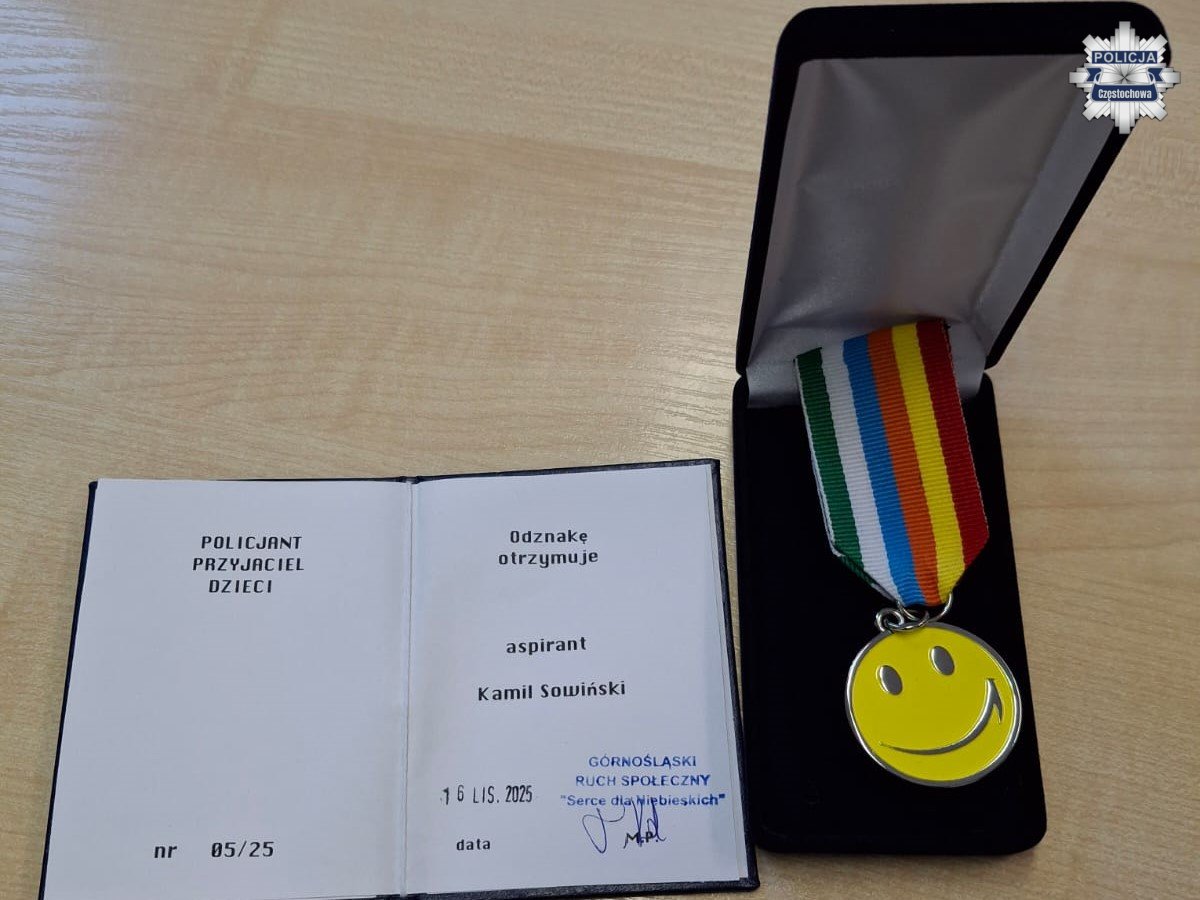 POLICJA
Częstochowa
POLICJANT
PRZYJACIEL
DZIECI
nr 05/25
Odznakę
otrzymuje
aspirant
Kamil Sowiński
16 LIS. 2025
data
GÓRNOŚLĄSKI
RUCH SPOŁECZNY
"Serce dla Niebieskich"
M.P.